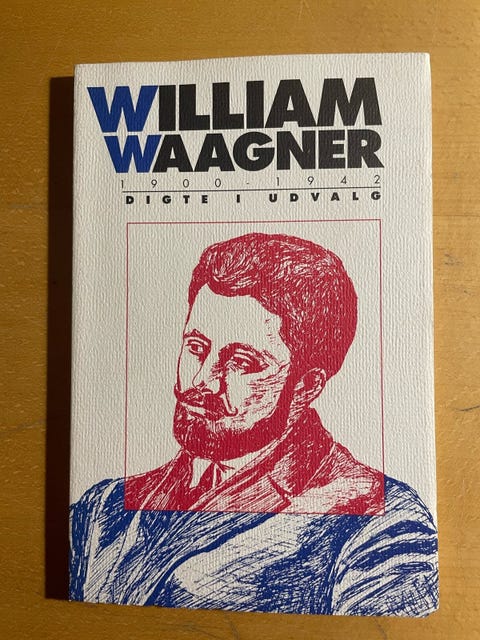 WILLIAM
WAAGNER
1900-1942
DIGTE I UDVALG